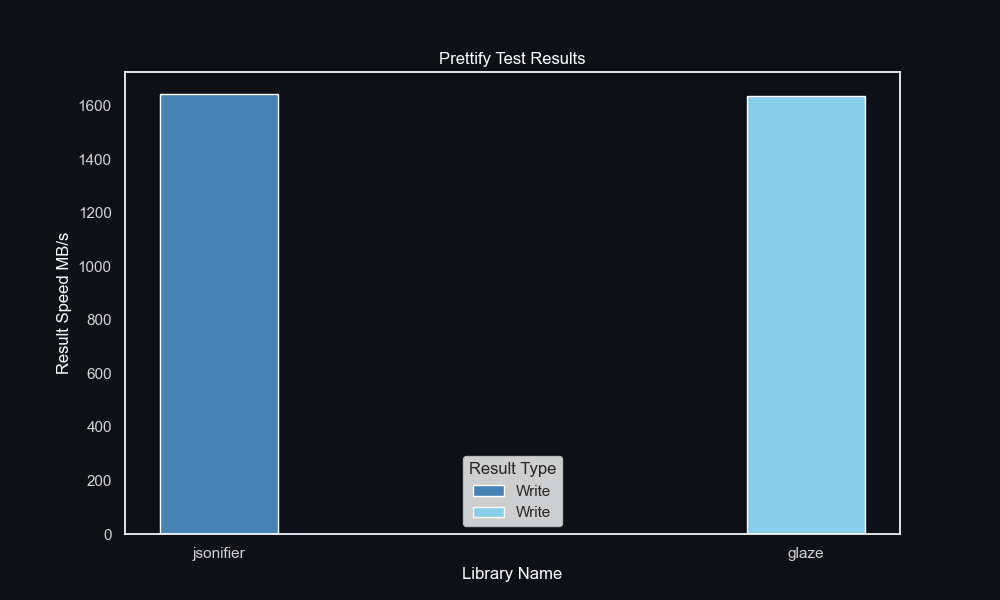 Prettify Test Results
Result Speed MB/s
1600
1400
1200
1000
800
600
400
200
0
Result Type
Write
Write
jsonifier
glaze
Library Name